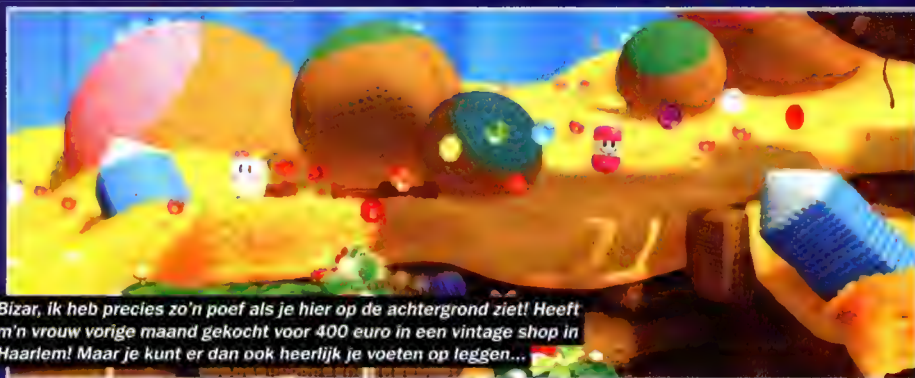 Bizar, ik heb precies zo'n poef als je hier op de achtergrond ziet! Heeft
m'n vrouw vorige maand gekocht voor 400 euro in een vintage shop in
Haarlem! Maar je kunt er dan ook heerlijk je voeten op leggen...